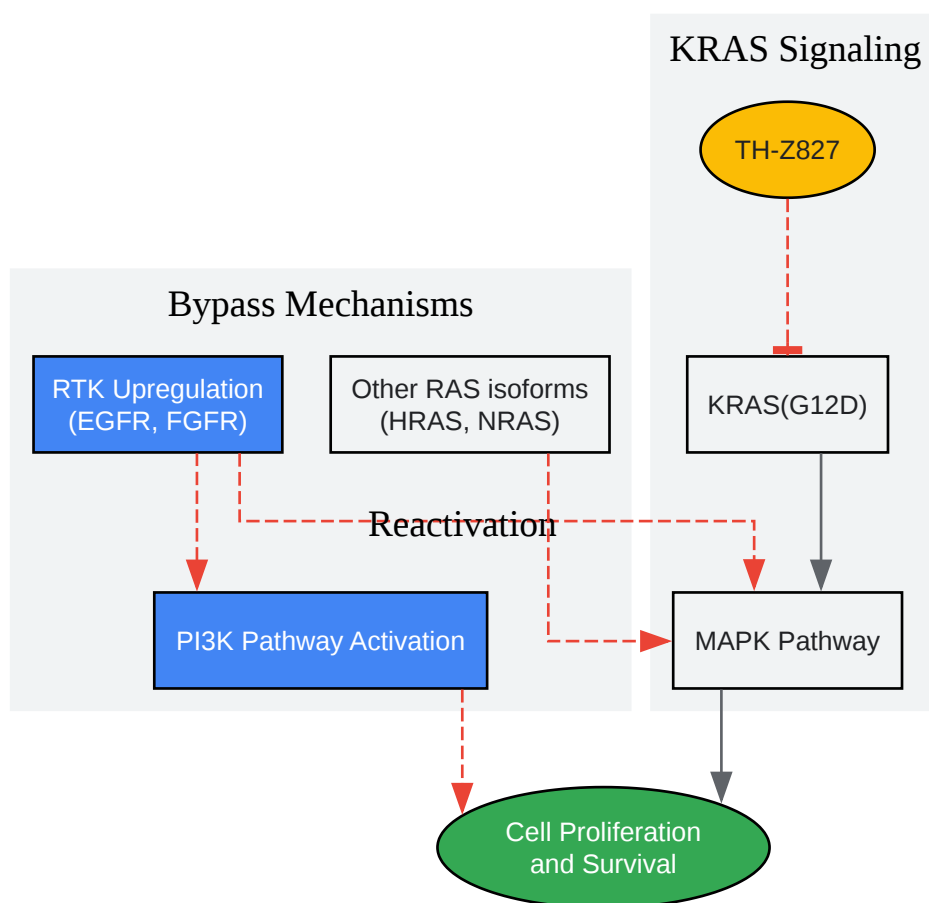 KRAS Signaling
TH-Z827
Bypass Mechanisms
RTK Upregulation
(EGFR, FGFR)
Other RAS isoforms
(HRAS, NRAS)
KRAS(G12D)
Reactivation
PI3K Pathway Activation
MAPK Pathway
Cell Proliferation
and Survival